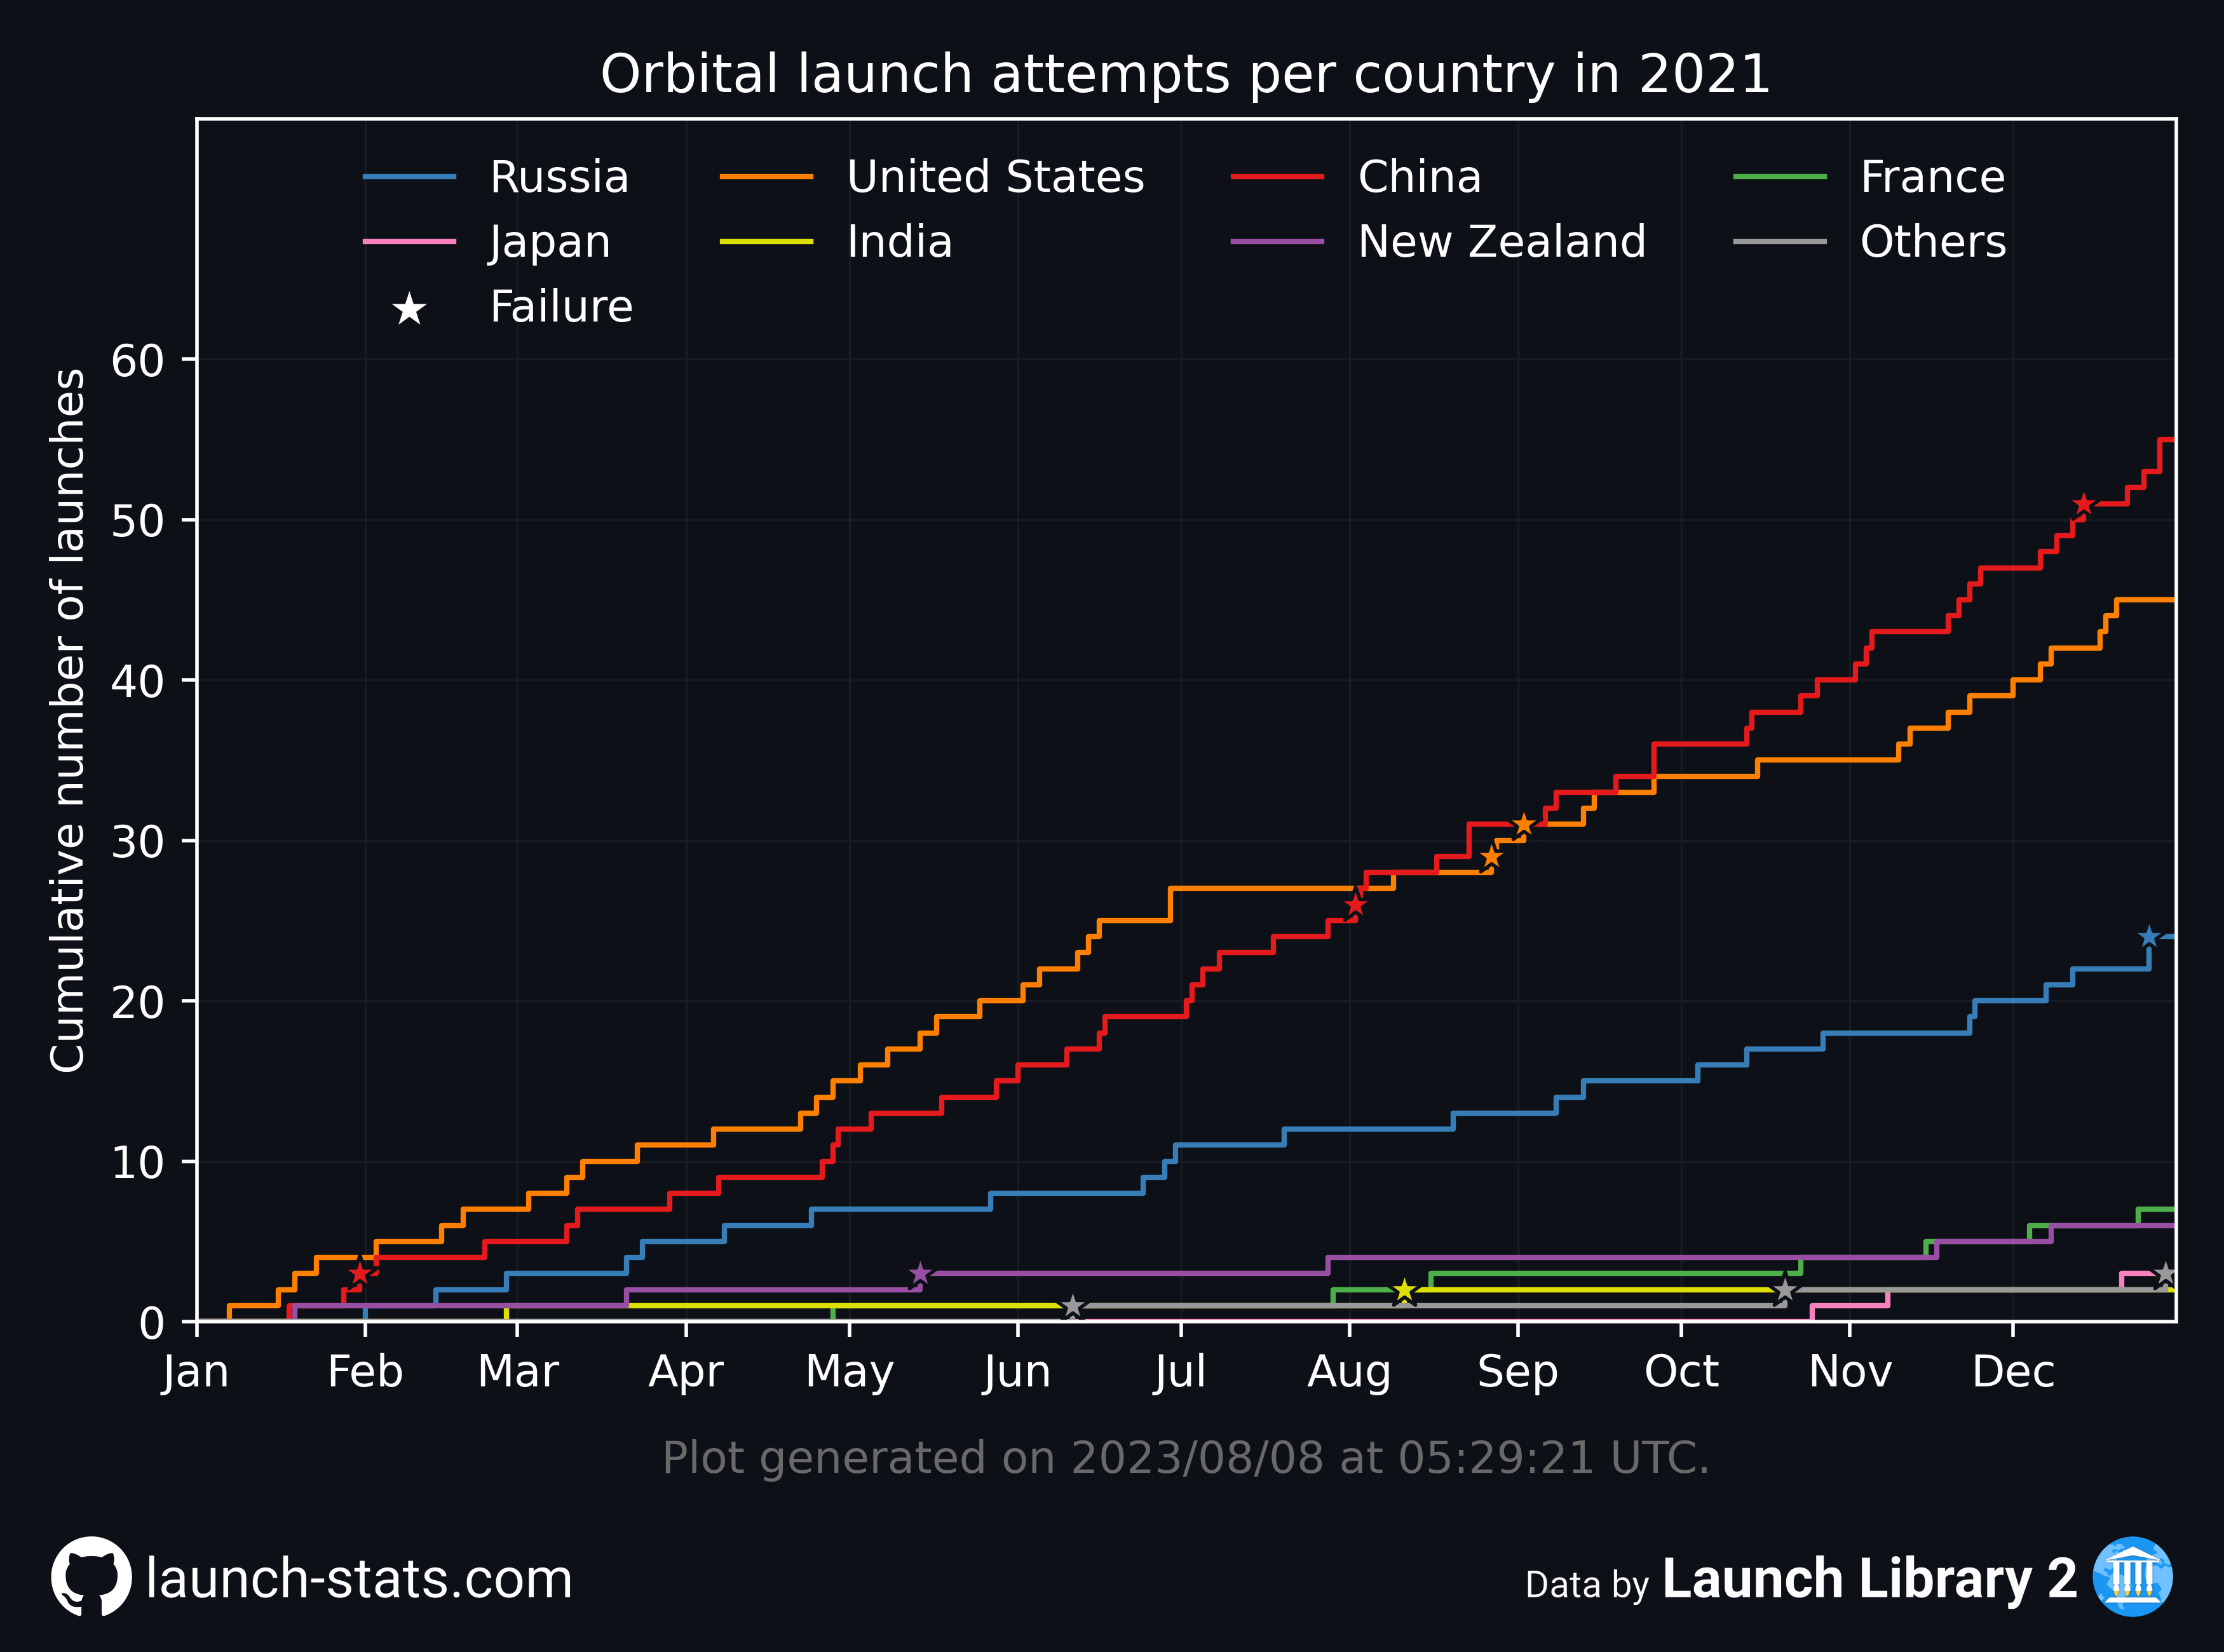 Orbital launch attempts per country in 2021
Russia United States China France
Japan India New Zealand Others
Failure
Cumulative number of launches
60
50
40
30
20
10
0
Jan Feb Mar Apr May Jun Jul Aug Sep Oct Nov Dec
Plot generated on 2023/08/08 at 05:29:21 UTC.
launch-stats.com
Data by Launch Library 2